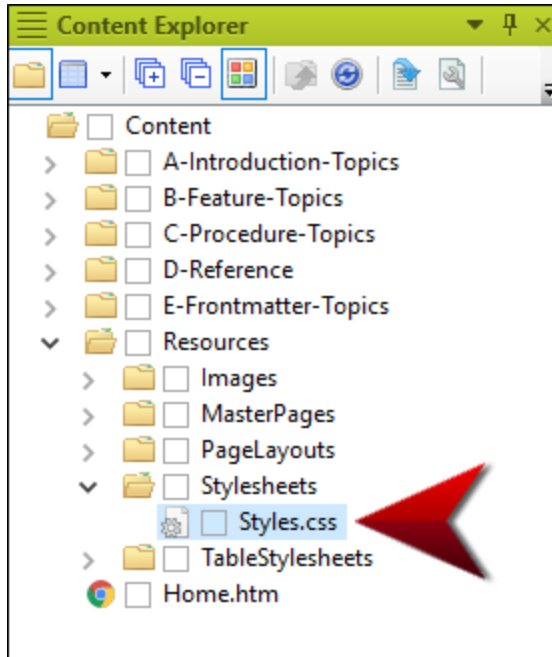 Content Explorer
Content
A-Introduction-Topics
B-Feature-Topics
C-Procedure-Topics
D-Reference
E-Frontmatter-Topics
Resources
Images
MasterPages
PageLayouts
Stylesheets
Styles.css
TableStylesheets
Home.htm